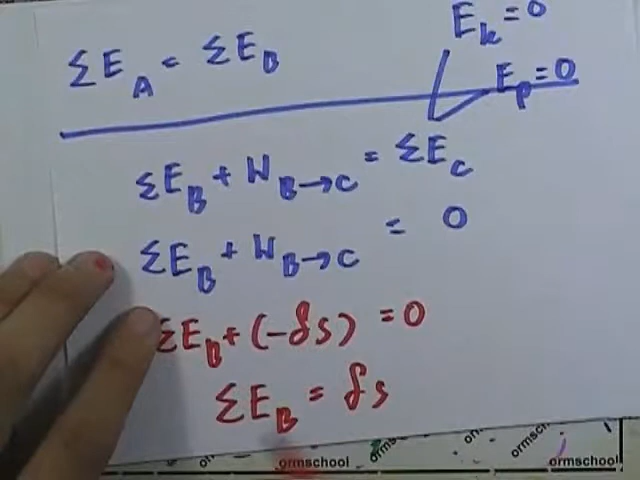 E_k = 0
ΣE_A = ΣE_B
E_p = 0
ΣE_B + W_B→C = ΣE_C
ΣE_B + W_B→C = 0
ΣE_B + (-fs) = 0
ΣE_B = fs
ormschool
ormschool